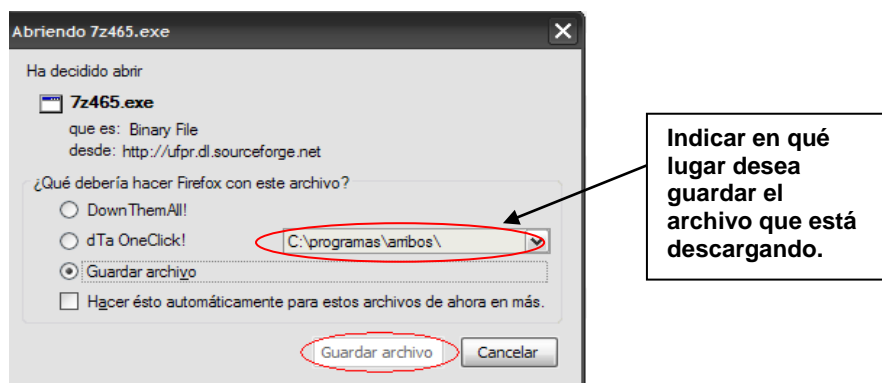 Abriendo 7z465.exe
Ha decidido abrir
7z465.exe
que es: Binary File
desde: http://ufpr.dl.sourceforge.net
¿Qué debería hacer Firefox con este archivo?
DownThemAll!
dTa OneClick!
C:\programas\arribos\
Guardar archivo
Hacer ésto automáticamente para estos archivos de ahora en más.
Guardar archivo
Cancelar
Indicar en qué
lugar desea
guardar el
archivo que está
descargando.